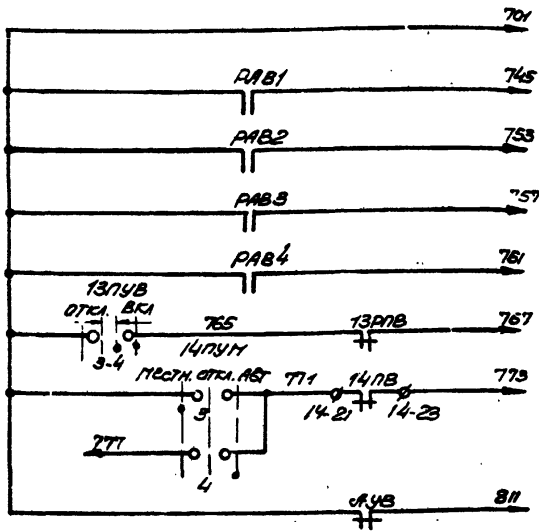 701
РАВ1 745
РАВ2 753
РАВ3 757
РАВ4 761
13ПУВ
ОТКЛ. ВКЛ
3-4 765 13РПВ 767
14ПУМ
МЕСТН. ОТКЛ. АВТ
3 771 14-21 14ПВ 14-23 773
777
4
АУВ 811